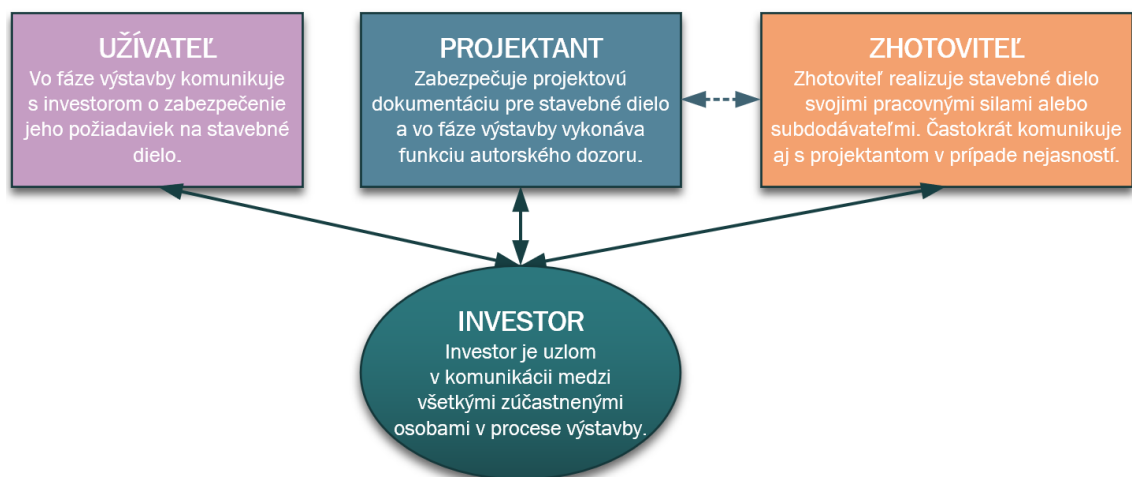 UŽÍVATEĽ
Vo fáze výstavby komunikuje
s investorom o zabezpečenie
jeho požiadaviek na stavebné
dielo.
PROJEKTANT
Zabezpečuje projektovú
dokumentáciu pre stavebné dielo
a vo fáze výstavby vykonáva
funkciu autorského dozoru.
ZHOTOVITEĽ
Zhotoviteľ realizuje stavebné dielo
svojimi pracovnými silami alebo
subdodávateľmi. Častokrát komunikuje
aj s projektantom v prípade nejasností.
INVESTOR
Investor je uzlom
v komunikácii medzi
všetkými zúčastnenými
osobami v procese výstavby.